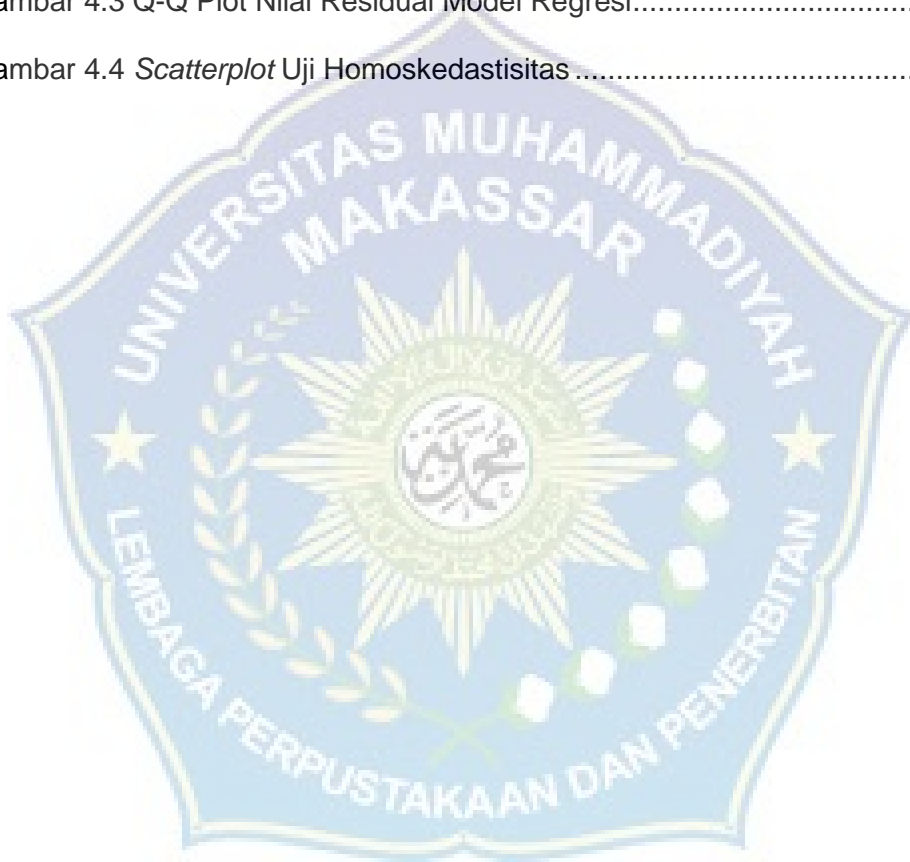 ambar 4.3 Q-Q Plot Nilai Residual Model Regresi....................................
ambar 4.4 Scatterplot Uji Homoskedastisitas....................................
UNIVERSITAS MUHAMMADIYAH
MAKASSAR
محمدية
LEMBAGA PERPUSTAKAAN DAN PENERBITAN